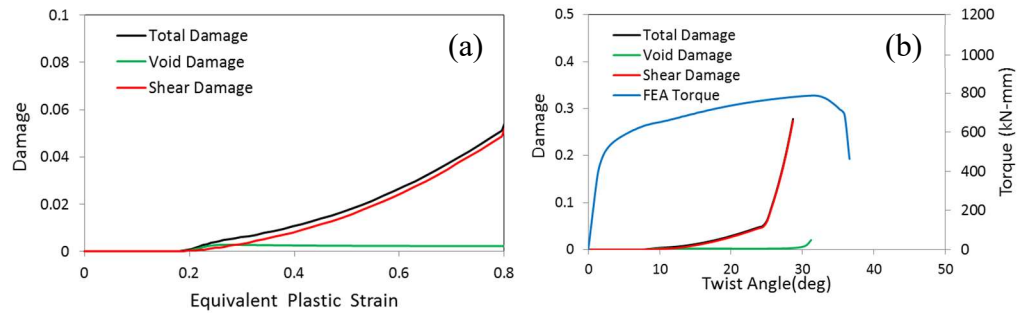 0.1
0.08
0.06
0.04
0.02
0
Damage
Total Damage
Void Damage
Shear Damage
(a)
0 0.2 0.4 0.6 0.8
Equivalent Plastic Strain
0.5
0.4
0.3
0.2
0.1
0
Damage
Total Damage
Void Damage
Shear Damage
FEA Torque
(b)
1200
1000
800
600
400
200
0
Torque (kN-mm)
0 10 20 30 40 50
Twist Angle(deg)